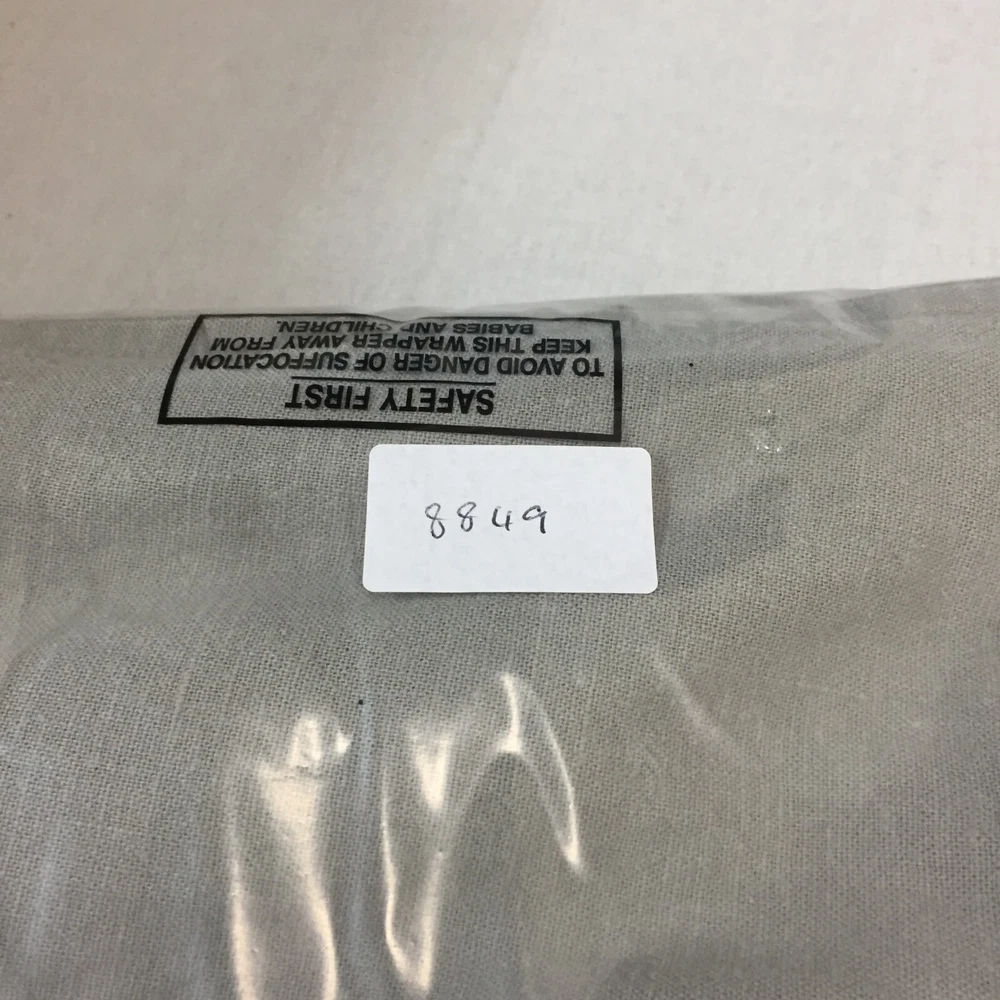 SAFETY FIRST
TO AVOID DANGER OF SUFFOCATION
KEEP THIS WRAPPER AWAY FROM
BABIES AND CHILDREN.
8849